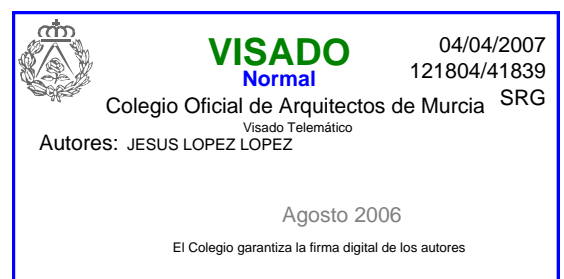 VISADO 04/04/2007
Normal 121804/41839
Colegio Oficial de Arquitectos de Murcia SRG
Visado Telemático
Autores: JESUS LOPEZ LOPEZ
Agosto 2006
El Colegio garantiza la firma digital de los autores